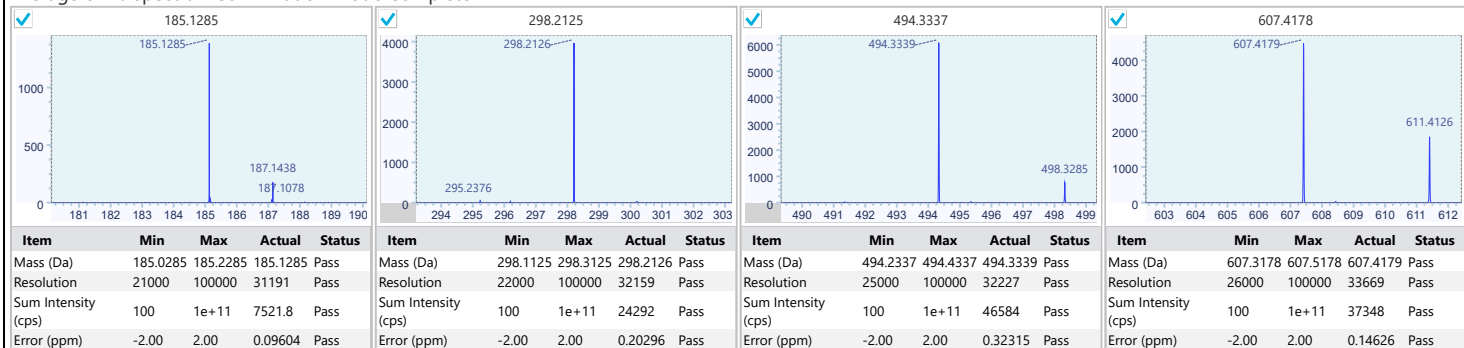 185.1285
185.1285
1000
500
0
187.1438
187.1078
181 182 183 184 185 186 187 188 189 190
Item Min Max Actual Status
Mass (Da) 185.0285 185.2285 185.1285 Pass
Resolution 21000 100000 31191 Pass
Sum Intensity (cps) 100 1e+11 7521.8 Pass
Error (ppm) -2.00 2.00 0.09604 Pass
298.2125
298.2126
4000
3000
2000
1000
0
295.2376
294 295 296 297 298 299 300 301 302 303
Item Min Max Actual Status
Mass (Da) 298.1125 298.3125 298.2126 Pass
Resolution 22000 100000 32159 Pass
Sum Intensity (cps) 100 1e+11 24292 Pass
Error (ppm) -2.00 2.00 0.20296 Pass
494.3337
494.3339
6000
5000
4000
3000
2000
1000
0
498.3285
490 491 492 493 494 495 496 497 498 499
Item Min Max Actual Status
Mass (Da) 494.2337 494.4337 494.3339 Pass
Resolution 25000 100000 32227 Pass
Sum Intensity (cps) 100 1e+11 46584 Pass
Error (ppm) -2.00 2.00 0.32315 Pass
607.4178
607.4179
4000
3000
2000
1000
0
611.4126
603 604 605 606 607 608 609 610 611 612
Item Min Max Actual Status
Mass (Da) 607.3178 607.5178 607.4179 Pass
Resolution 26000 100000 33669 Pass
Sum Intensity (cps) 100 1e+11 37348 Pass
Error (ppm) -2.00 2.00 0.14626 Pass